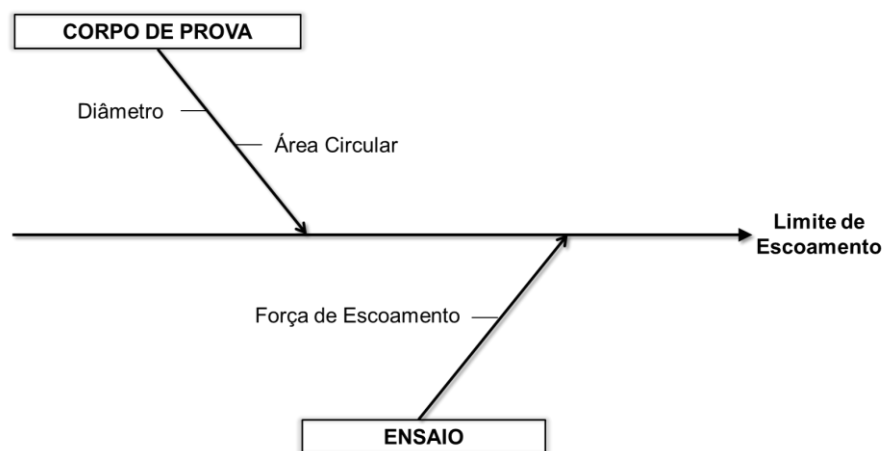 CORPO DE PROVA
Diâmetro
Área Circular
Limite de
Escoamento
Força de Escoamento
ENSAIO